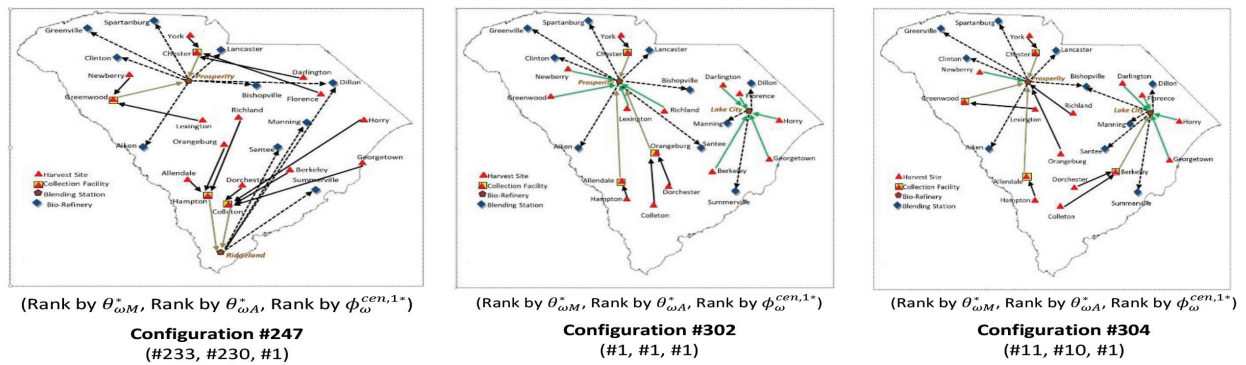 Spartanburg
Greenville
York
Chester
Lancaster
Clinton
Newberry
Prosperity
Darlington
Dillon
Bishopville
Greenwood
Richland
Florence
Lexington
Manning
Horry
Orangeburg
Aiken
Santee
Georgetown
Allendale
Berkeley
Dorchester
Summerville
Hampton
Colleton
Ridgeland
Harvest Site
Collection Facility
Blending Station
Bio-Refinery
(Rank by θ*ωM, Rank by θ*ωA, Rank by ϕω^cen,1*)
Configuration #247
(#233, #230, #1)
Spartanburg
Greenville
York
Chester
Lancaster
Clinton
Newberry
Prosperity
Bishopville
Darlington
Dillon
Greenwood
Florence
Richland
Lake City
Lexington
Manning
Horry
Orangeburg
Aiken
Santee
Georgetown
Berkeley
Allendale
Dorchester
Hampton
Colleton
Summerville
Harvest Site
Collection Facility
Bio-Refinery
Blending Station
(Rank by θ*ωM, Rank by θ*ωA, Rank by ϕω^cen,1*)
Configuration #302
(#1, #1, #1)
Spartanburg
Greenville
York
Chester
Lancaster
Clinton
Newberry
Prosperity
Bishopville
Darlington
Dillon
Greenwood
Florence
Richland
Lake City
Lexington
Manning
Horry
Aiken
Orangeburg
Santee
Georgetown
Allendale
Dorchester
Berkeley
Hampton
Colleton
Summerville
Harvest Site
Collection Facility
Bio-Refinery
Blending Station
(Rank by θ*ωM, Rank by θ*ωA, Rank by ϕω^cen,1*)
Configuration #304
(#11, #10, #1)